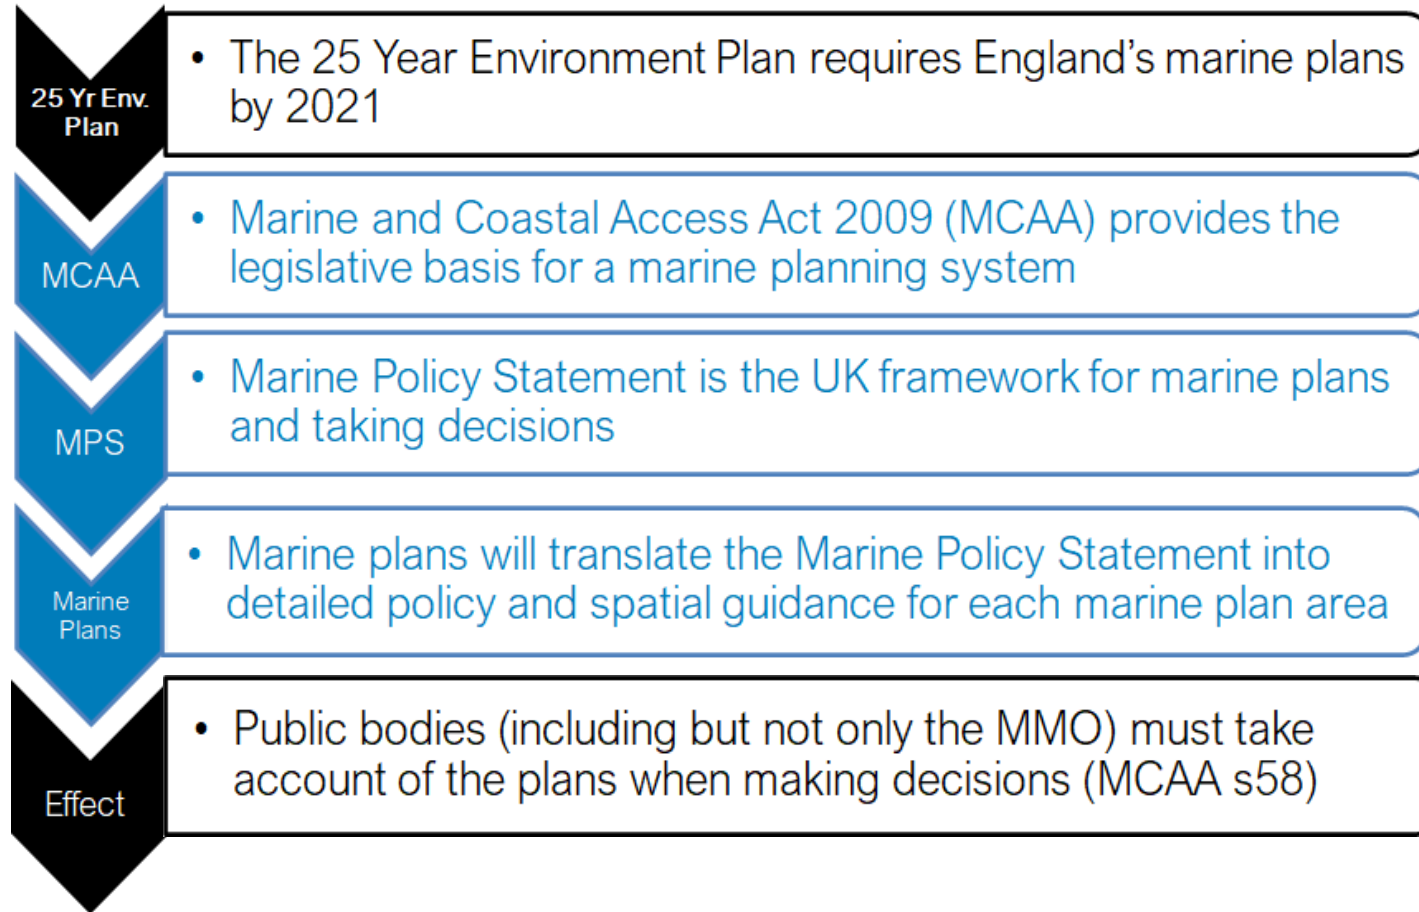 25 Yr Env.
Plan
• The 25 Year Environment Plan requires England's marine plans
by 2021
MCAA
• Marine and Coastal Access Act 2009 (MCAA) provides the
legislative basis for a marine planning system
MPS
• Marine Policy Statement is the UK framework for marine plans
and taking decisions
Marine
Plans
• Marine plans will translate the Marine Policy Statement into
detailed policy and spatial guidance for each marine plan area
Effect
• Public bodies (including but not only the MMO) must take
account of the plans when making decisions (MCAA s58)